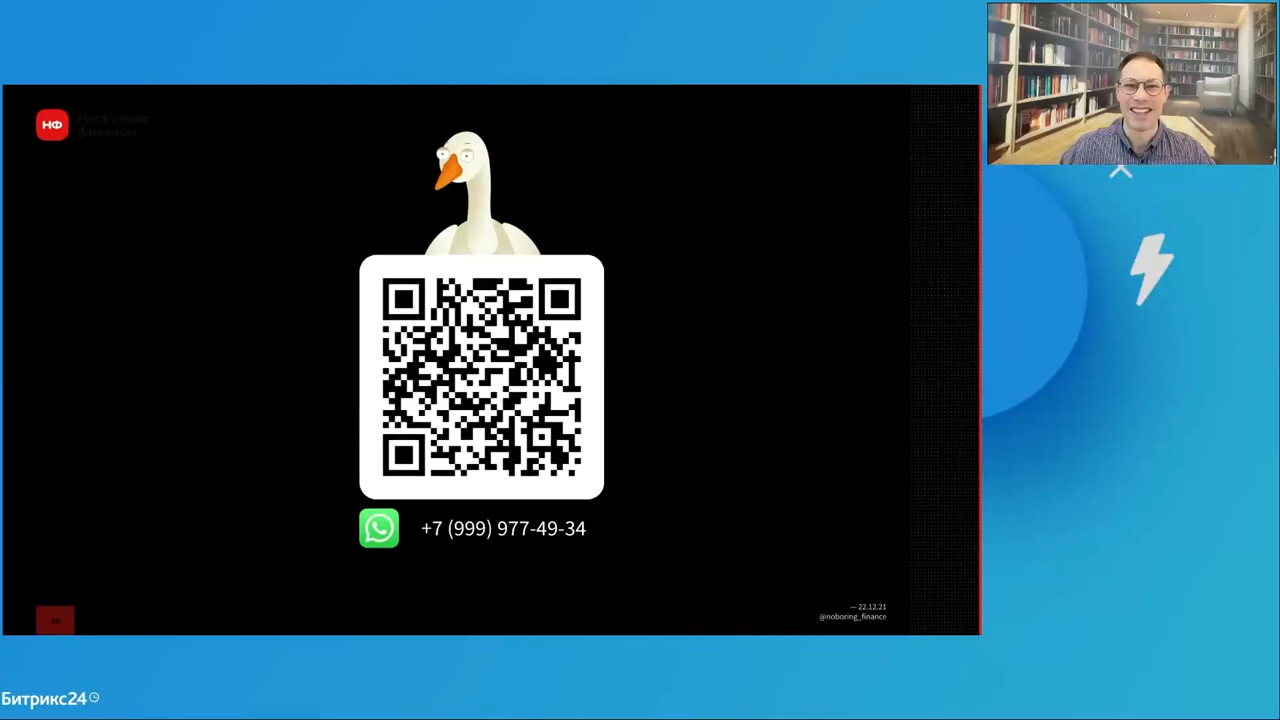 НФ
+7 (999) 977-49-34
— 22.12.21
@noboring_finance
Битрикс24